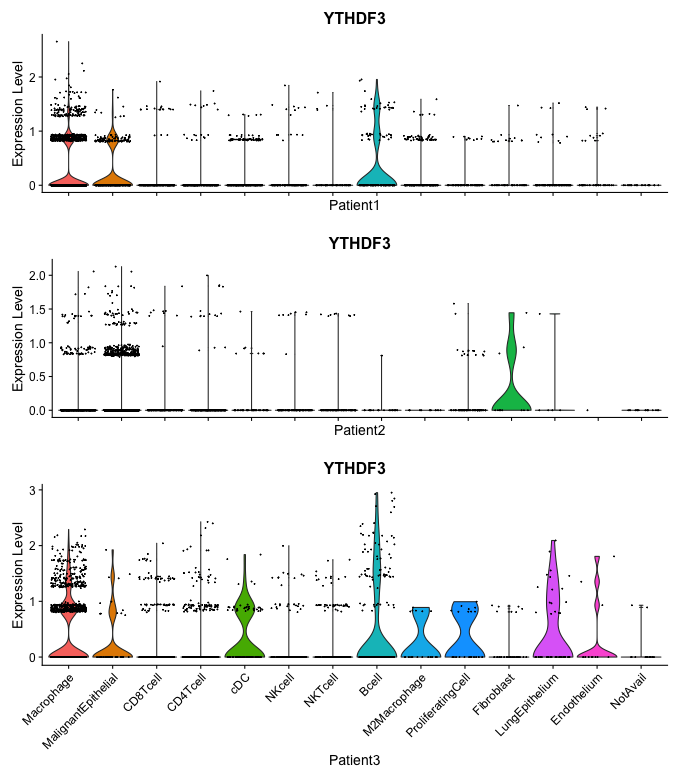 YTHDF3
Expression Level
2
1
0
Patient1
YTHDF3
Expression Level
2.0
1.5
1.0
0.5
0.0
Patient2
YTHDF3
Expression Level
3
2
1
0
Macrophage
MalignantEpithelial
CD8Tcell
CD4Tcell
cDC
NKcell
NKTcell
Bcell
M2Macrophage
ProliferatingCell
Fibroblast
LungEpithelium
Endothelium
NotAvail
Patient3